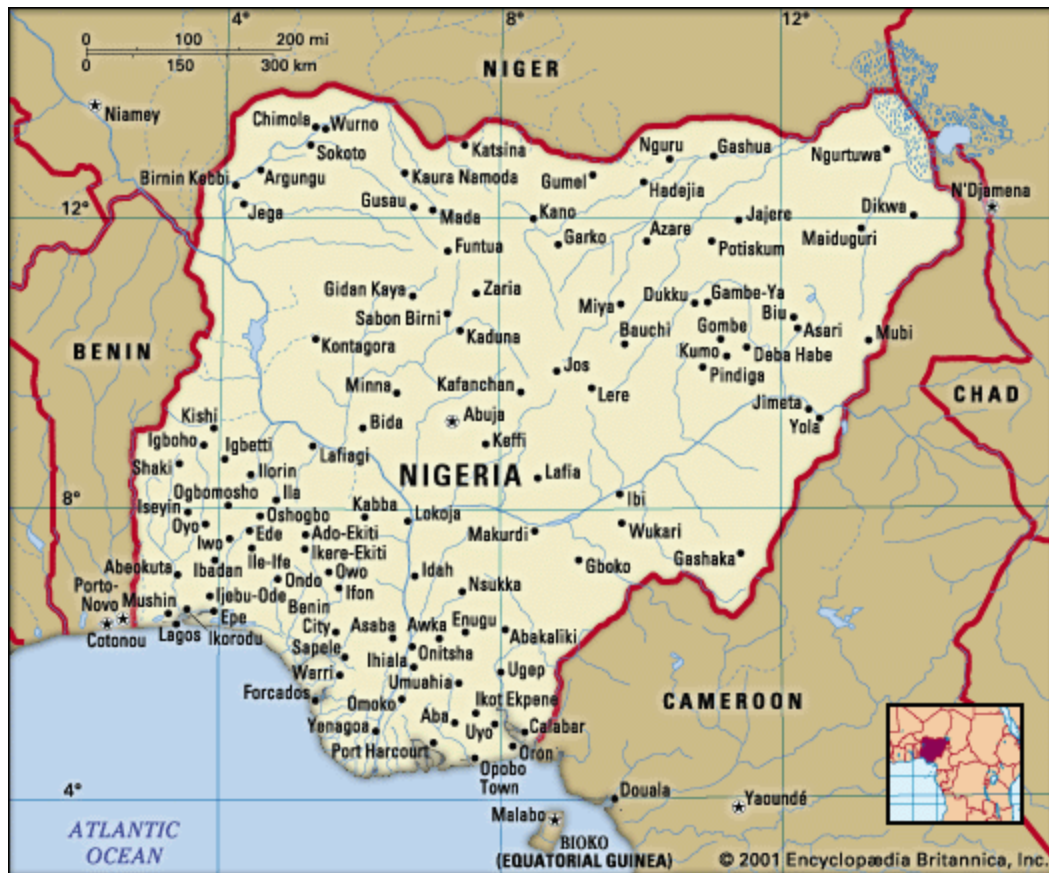 4°
8°
12°
0 100 200 mi
0 150 300 km
NIGER
Niamey
Chimola
Wurno
Sokoto
Katsina
Nguru
Gashua
Ngurtuwa
Birnin Kebbi
Argungu
Kaura Namoda
Gumel
Hadejia
N'Djamena
12°
Jega
Gusau
Mada
Kano
Jajere
Dikwa
Garko
Azare
Potiskum
Maiduguri
Funtua
Gidan Kaya
Zaria
Miya
Dukku
Gambe-Ya
Biu
Sabon Birni
Kaduna
Bauchi
Gombe
Asari
Mubi
BENIN
Kontagora
Kumo
Deba Habe
Jos
Pindiga
CHAD
Minna
Kafanchan
Lere
Jimeta
Yola
Kishi
Bida
Abuja
Igboho
Igbetti
Lafiagi
Keffi
Shaki
Ilorin
NIGERIA
Lafia
8°
Ogbomosho
Ila
Ibi
Iseyin
Oshogbo
Kabba
Lokoja
Oyo
Ede
Ado-Ekiti
Makurdi
Wukari
Iwo
Ikere-Ekiti
Gashaka
Ile-Ife
Abeokuta
Ibadan
Owo
Idah
Gboko
Ondo
Nsukka
Porto-
Novo
Mushin
Ijebu-Ode
Ifon
Benin
City
Epe
Asaba
Awka
Enugu
Abakaliki
Cotonou
Lagos
Ikorodu
Sapele
Onitsha
Ihiala
Ugep
Warri
Umuahia
Forcados
Omoko
Ikot Ekpene
CAMEROON
Yenagoa
Aba
Uyo
Calabar
Port Harcourt
Oron
Opobo
Town
4°
Douala
Yaoundé
Malabo
ATLANTIC
OCEAN
BIOKO
(EQUATORIAL GUINEA)
© 2001 Encyclopædia Britannica, Inc.